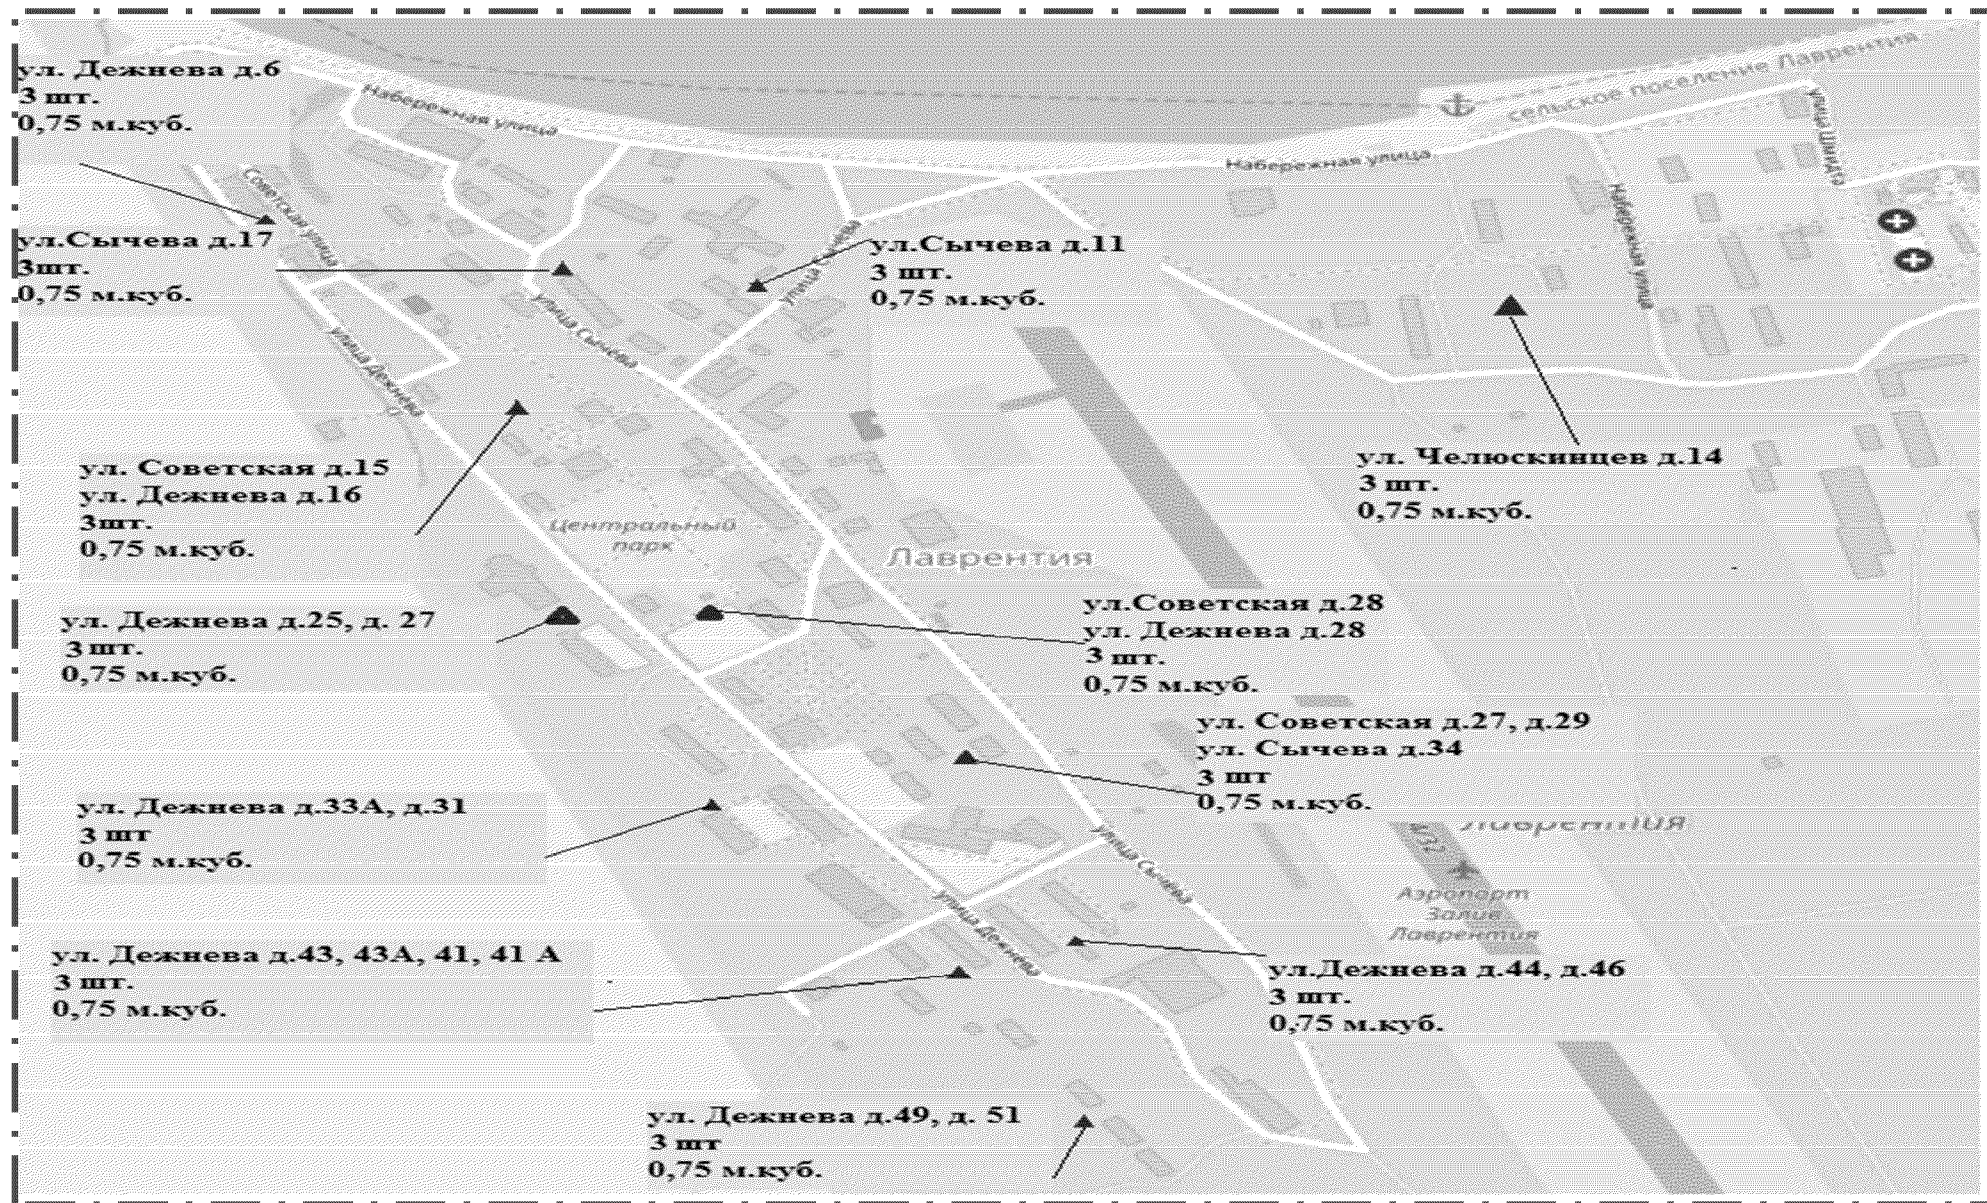 ул. Дежнева д.6
3 шт.
0,75 м.куб.
Набережная улица
сельское поселение Лаврентия
улица Шмидта
Набережная улица
Набережная улица
Советская улица
ул.Сычева д.17
3шт.
0,75 м.куб.
ул.Сычева д.11
3 шт.
0,75 м.куб.
улица Сычёва
улица Сычёва
улица Дежнёва
ул. Советская д.15
ул. Дежнева д.16
3шт.
0,75 м.куб.
ул. Челюскинцев д.14
3 шт.
0,75 м.куб.
Центральный
парк
Лаврентия
ул. Дежнева д.25, д. 27
3 шт.
0,75 м.куб.
ул.Советская д.28
ул. Дежнева д.28
3 шт.
0,75 м.куб.
ул. Советская д.27, д.29
ул. Сычева д.34
3 шт
0,75 м.куб.
ул. Дежнева д.33А, д.31
3 шт
0,75 м.куб.
Лаврентия
улица Сычёва
Аэропорт
Залив
Лаврентия
улица Дежнёва
ул. Дежнева д.43, 43А, 41, 41 А
3 шт.
0,75 м.куб.
ул.Дежнева д.44, д.46
3 шт.
0,75 м.куб.
ул. Дежнева д.49, д. 51
3 шт
0,75 м.куб.